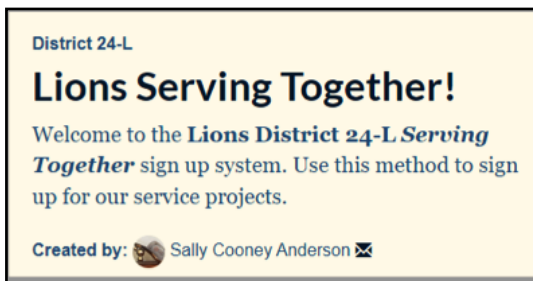 District 24-L
Lions Serving Together!
Welcome to the Lions District 24-L Serving
Together sign up system. Use this method to sign
up for our service projects.
Created by: Sally Cooney Anderson